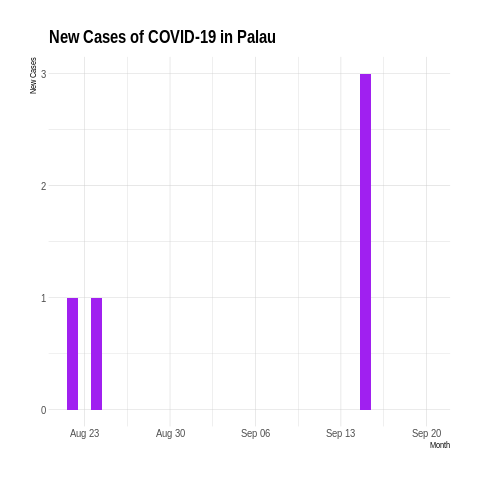 New Cases of COVID-19 in Palau
New Cases
3
2
1
0
Aug 23 Aug 30 Sep 06 Sep 13 Sep 20
Month